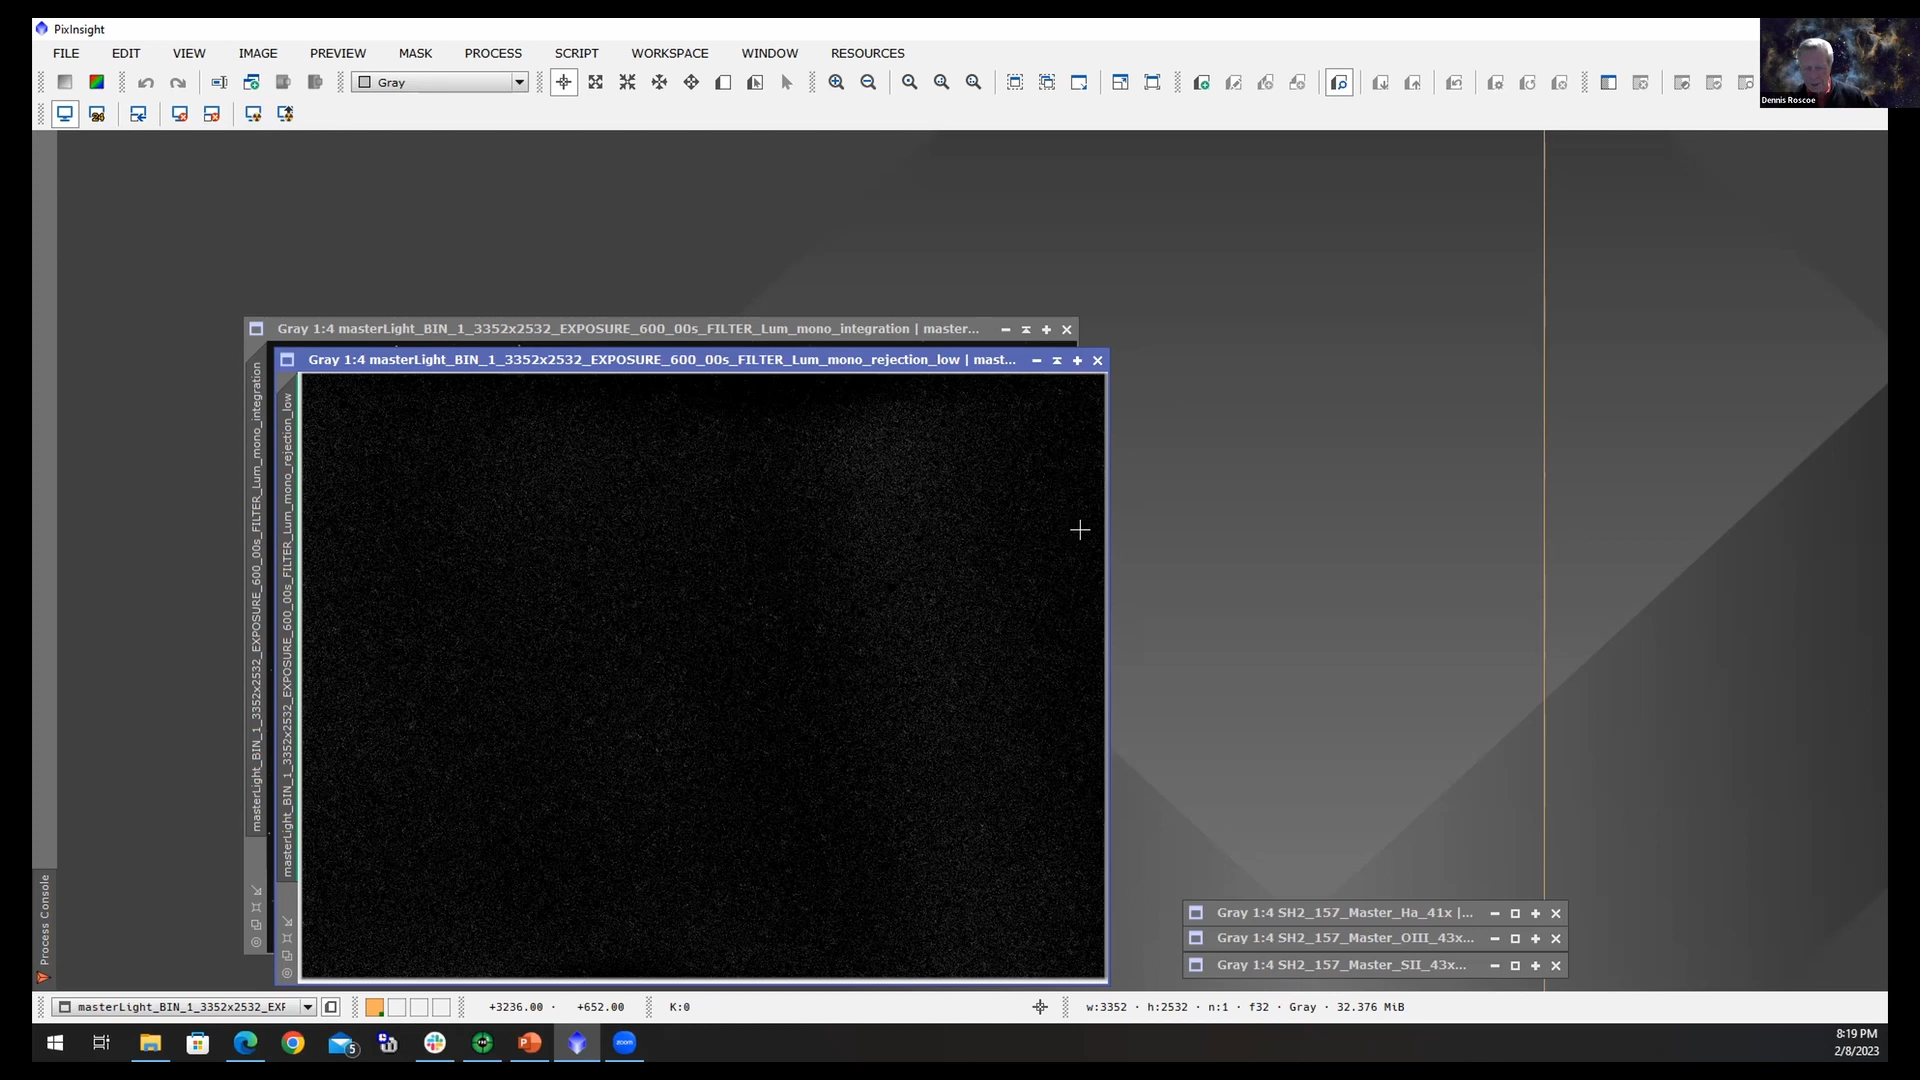 PixInsight
FILE EDIT VIEW IMAGE PREVIEW MASK PROCESS SCRIPT WORKSPACE WINDOW RESOURCES
Gray
24
Dennis Roscoe
Gray 1:4 masterLight_BIN_1_3352x2532_EXPOSURE_600_00s_FILTER_Lum_mono_integration | master...
Gray 1:4 masterLight_BIN_1_3352x2532_EXPOSURE_600_00s_FILTER_Lum_mono_rejection_low | mast...
masterLight_BIN_1_3352x2532_EXPOSURE_600_00s_FILTER_Lum_mono_integration
masterLight_BIN_1_3352x2532_EXPOSURE_600_00s_FILTER_Lum_mono_rejection_low
Process Console
Gray 1:4 SH2_157_Master_Ha_41x |...
Gray 1:4 SH2_157_Master_OIII_43x...
Gray 1:4 SH2_157_Master_SII_43x...
masterLight_BIN_1_3352x2532_EXF +3236.00 · +652.00 K:0 w:3352 · h:2532 · n:1 · f32 · Gray · 32.376 MiB
5
zoom
8:19 PM
2/8/2023